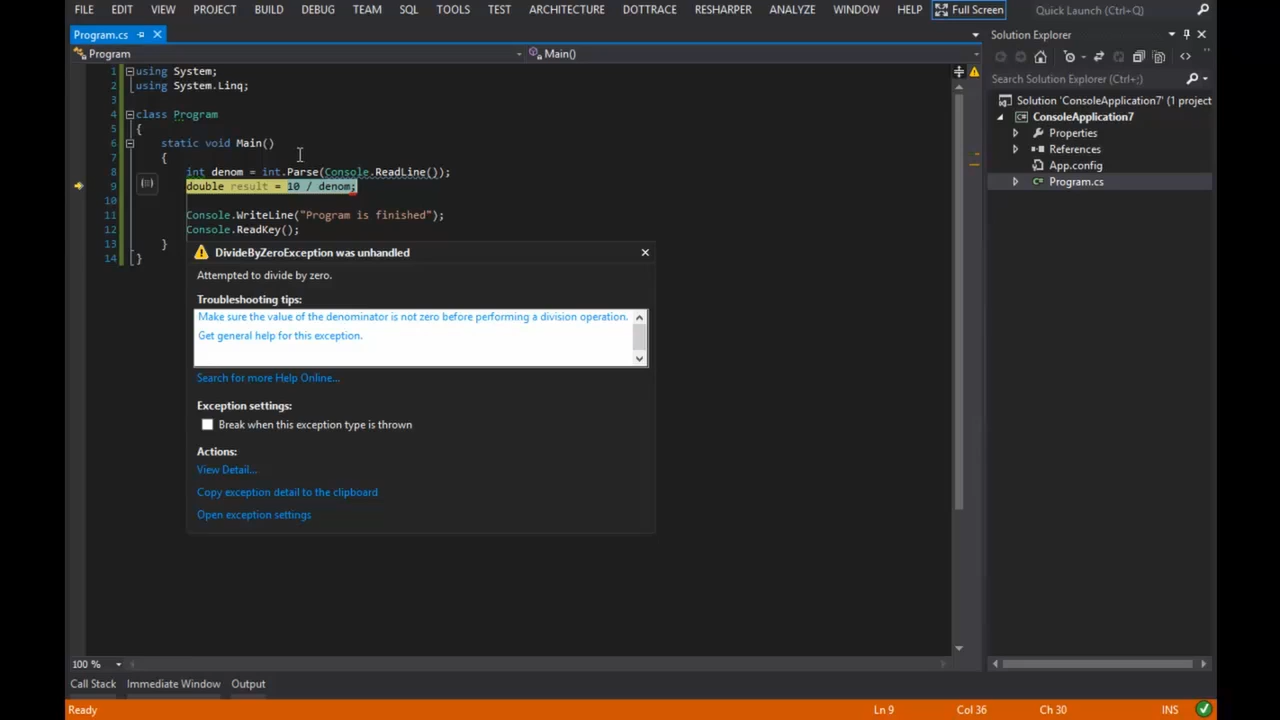 FILE EDIT VIEW PROJECT BUILD DEBUG TEAM SQL TOOLS TEST ARCHITECTURE DOTTRACE RESHARPER ANALYZE WINDOW HELP Full Screen Quick Launch (Ctrl+Q)
Program.cs
Program
Main()
1 using System;
2 using System.Linq;
3
4 class Program
5 {
6 static void Main()
7 {
8 int denom = int.Parse(Console.ReadLine());
9 double result = 10 / denom;
10
11 Console.WriteLine("Program is finished");
12 Console.ReadKey();
13 }
14 }
DivideByZeroException was unhandled
Attempted to divide by zero.
Troubleshooting tips:
Make sure the value of the denominator is not zero before performing a division operation.
Get general help for this exception.
Search for more Help Online...
Exception settings:
Break when this exception type is thrown
Actions:
View Detail...
Copy exception detail to the clipboard
Open exception settings
Solution Explorer
Search Solution Explorer (Ctrl+;)
Solution 'ConsoleApplication7' (1 project
ConsoleApplication7
Properties
References
App.config
Program.cs
100 %
Call Stack Immediate Window Output
Ready Ln 9 Col 36 Ch 30 INS